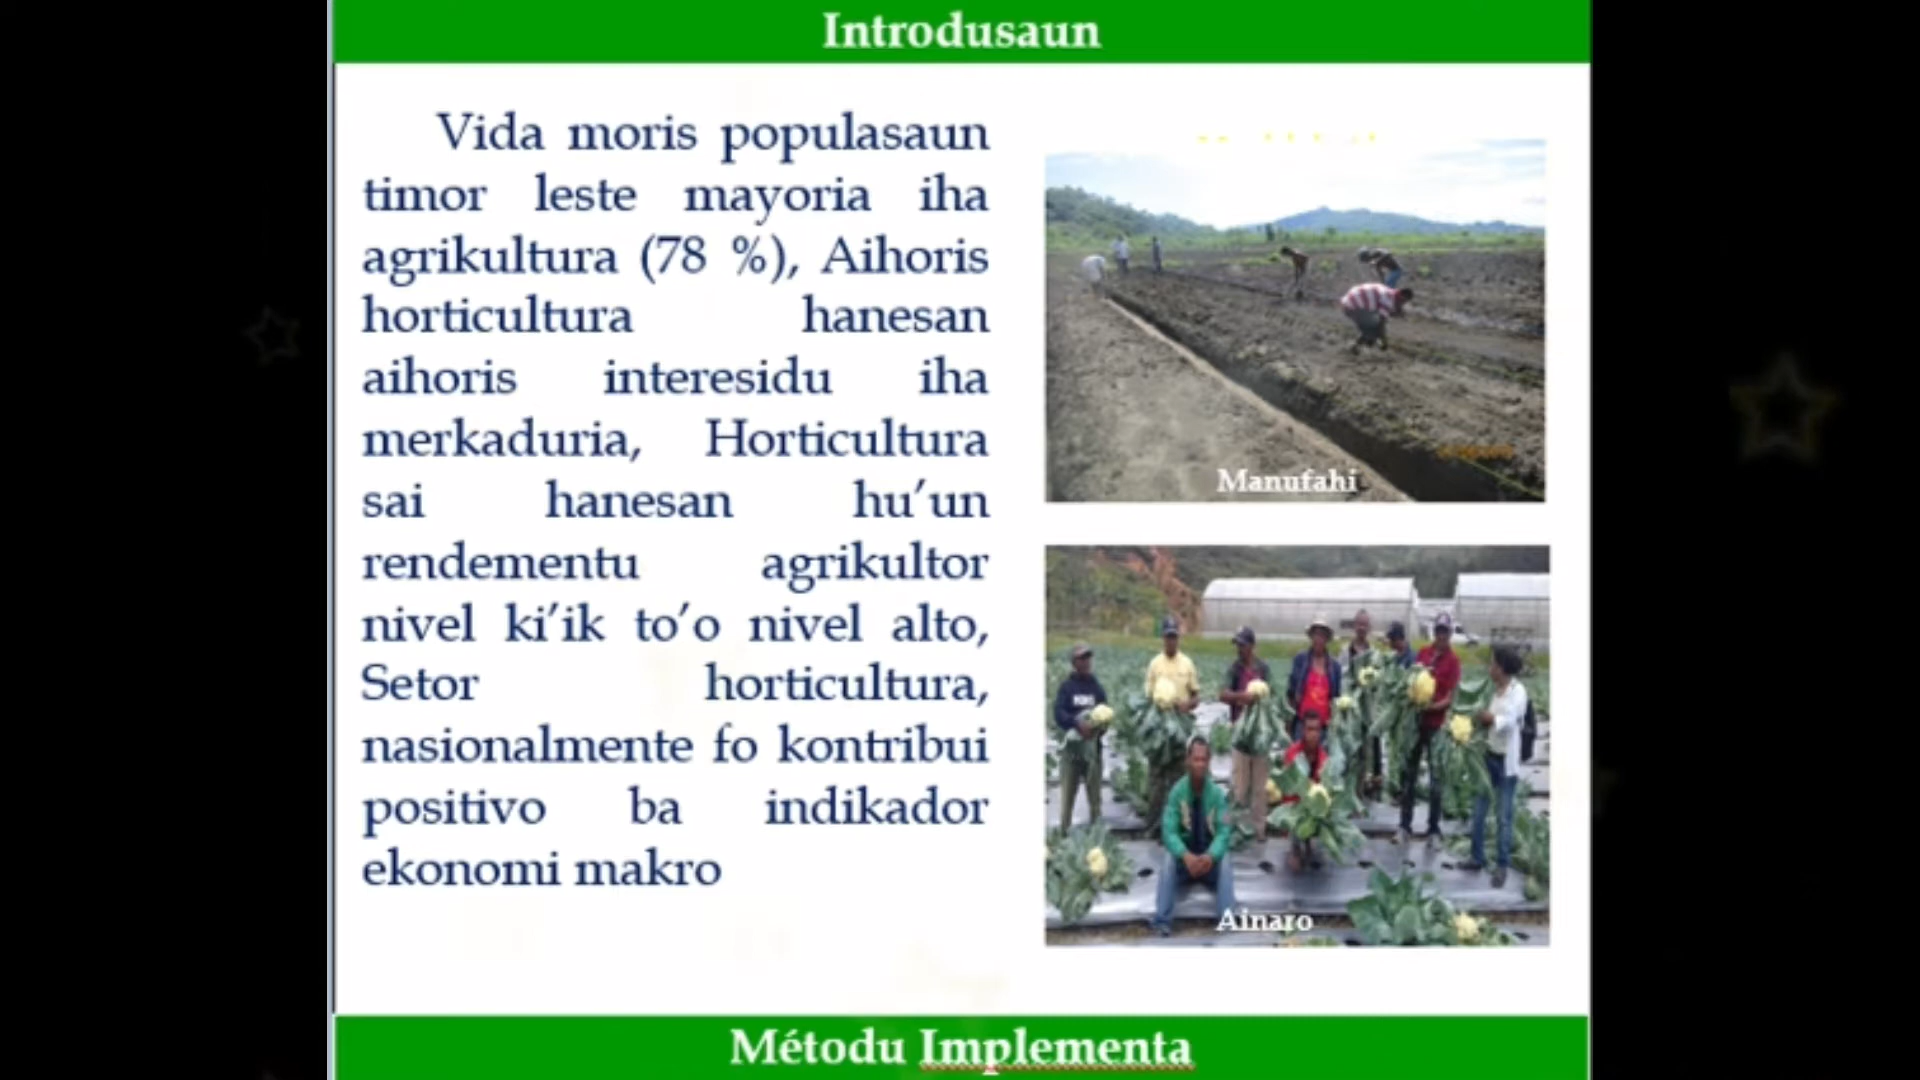 Introdusaun
Vida moris populasaun
timor leste mayoria iha
agrikultura (78 %), Aihoris
horticultura hanesan
aihoris interesidu iha
merkaduria, Horticultura
sai hanesan hu’un
rendementu agrikultor
nivel ki’ik to’o nivel alto,
Setor horticultura,
nasionalmente fo kontribui
positivo ba indikador
ekonomi makro
Manufahi
Ainaro
Métodu Implementa